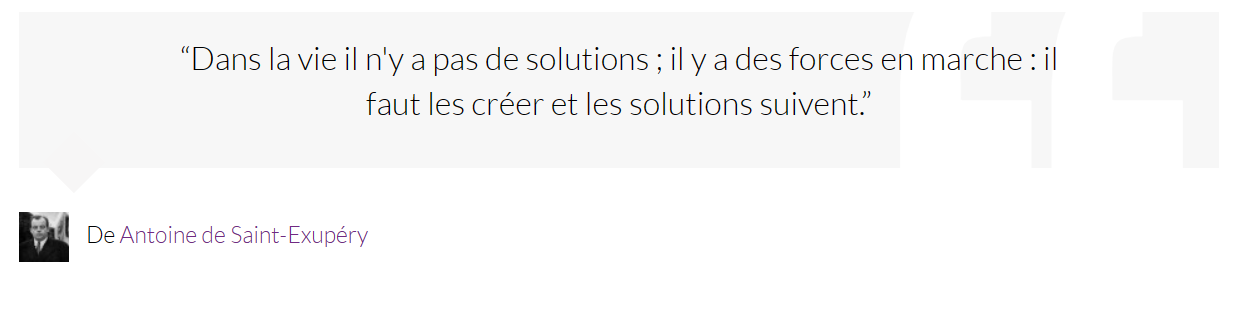 “Dans la vie il n'y a pas de solutions ; il y a des forces en marche : il
faut les créer et les solutions suivent.”
De Antoine de Saint-Exupéry